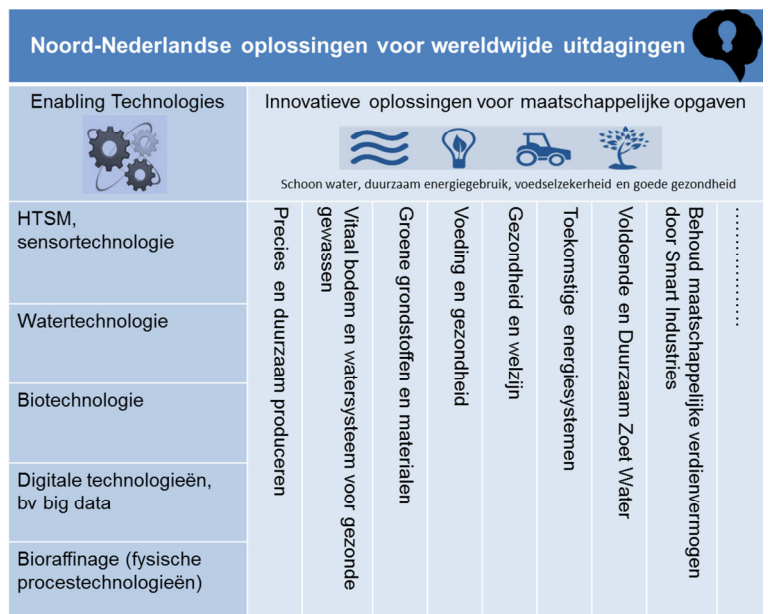 Noord-Nederlandse oplossingen voor wereldwijde uitdagingen
Enabling Technologies
Innovatieve oplossingen voor maatschappelijke opgaven
Schoon water, duurzaam energiegebruik, voedselzekerheid en goede gezondheid
HTSM,
sensortechnologie
Watertechnologie
Biotechnologie
Digitale technologieën,
bv big data
Bioraffinage (fysische
procestechnologieën)
Precies en duurzaam produceren
Vitaal bodem en watersysteem voor gezonde
gewassen
Groene grondstoffen en materialen
Voeding en gezondheid
Gezondheid en welzijn
Toekomstige energiesystemen
Voldoende en Duurzaam Zoet Water
Behoud maatschappelijke verdienvermogen
door Smart Industries
...................